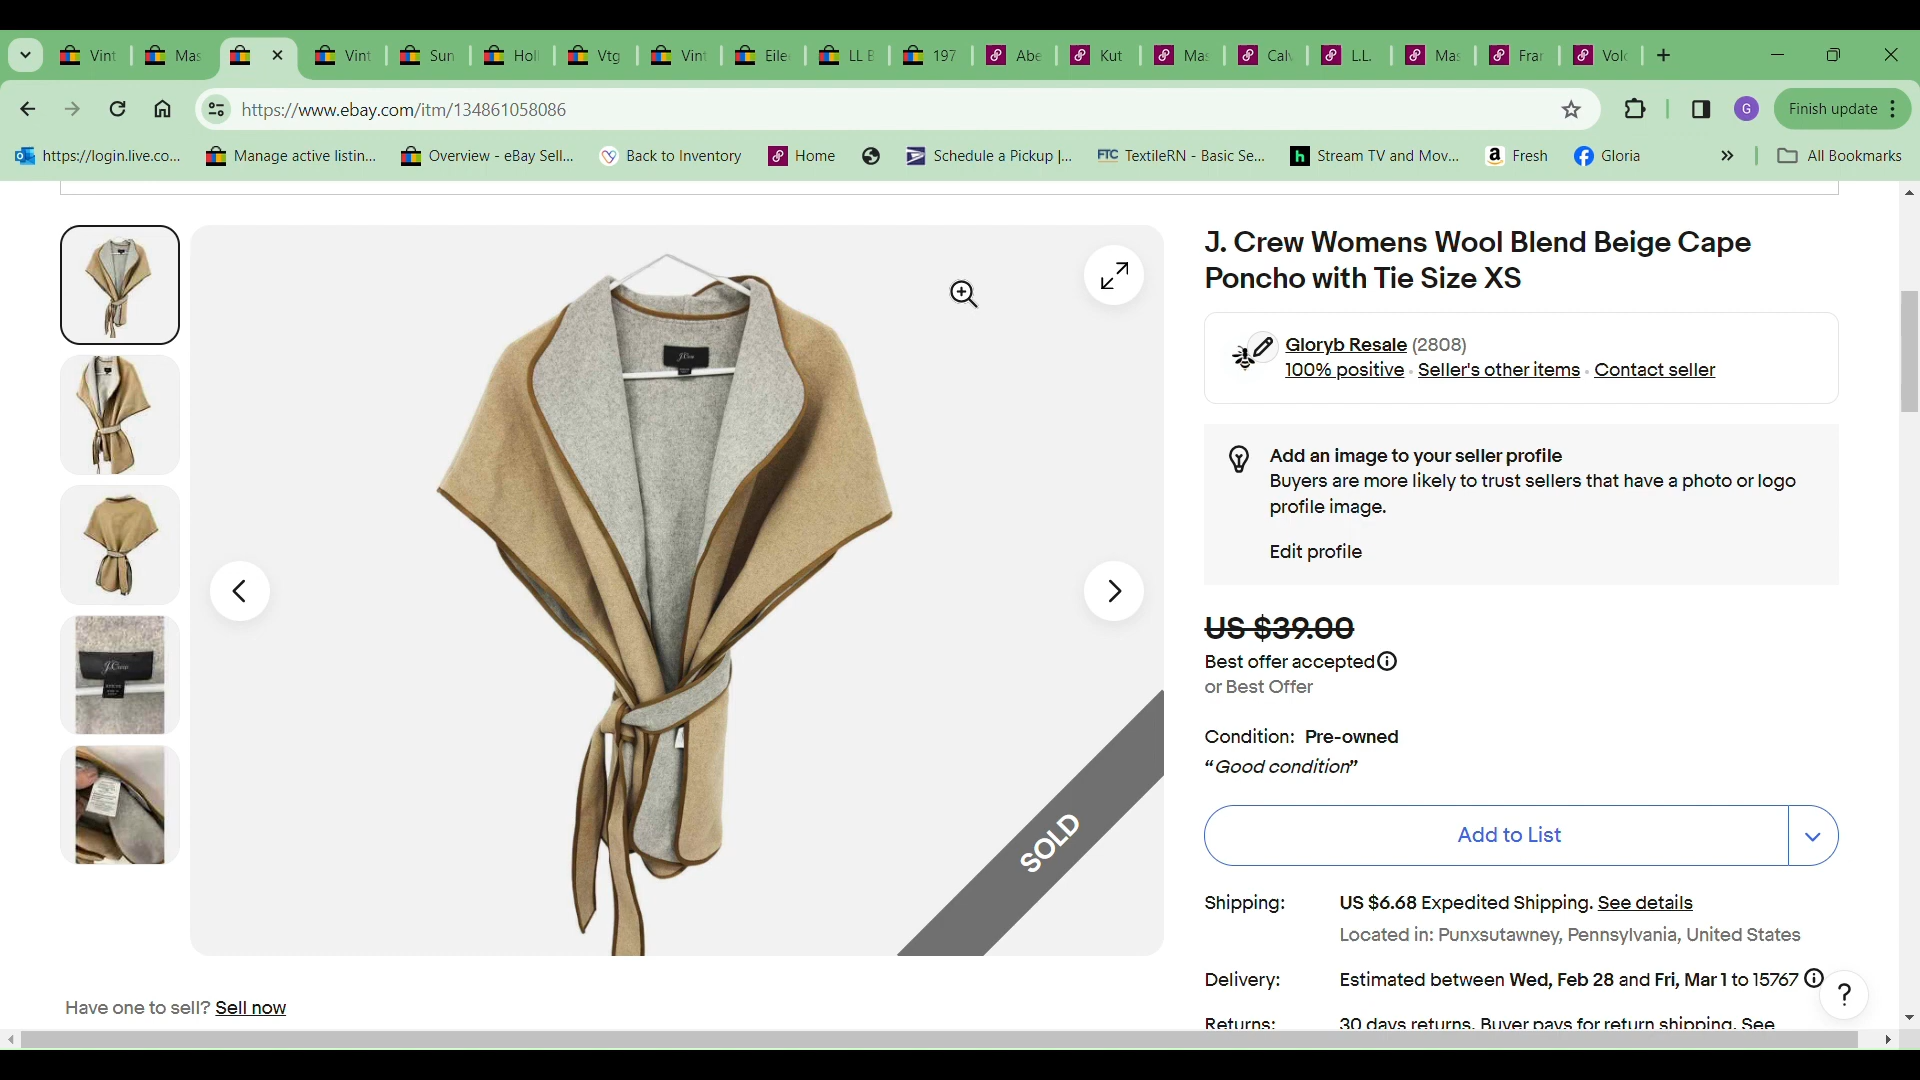 Vint
Mas
Vint
Sun
Holl
Vtg
Vint
Eile
LL B
197
Abe
Kut
Mas
Calv
L.L.
Mas
Fran
Volc
https://www.ebay.com/itm/134861058086
G
Finish update
https://login.live.co...
Manage active listin...
Overview - eBay Sell...
Back to Inventory
Home
Schedule a Pickup |...
FTC TextileRN - Basic Se...
h Stream TV and Mov...
a Fresh
Gloria
»
All Bookmarks
J. Crew Womens Wool Blend Beige Cape
Poncho with Tie Size XS
Gloryb Resale (2808)
100% positive · Seller's other items · Contact seller
Add an image to your seller profile
Buyers are more likely to trust sellers that have a photo or logo
profile image.
Edit profile
US $39.00
Best offer accepted
or Best Offer
Condition: Pre-owned
“Good condition”
Add to List
Shipping: US $6.68 Expedited Shipping. See details
Located in: Punxsutawney, Pennsylvania, United States
Delivery: Estimated between Wed, Feb 28 and Fri, Mar 1 to 15767
?
Returns: 30 days returns. Buyer pays for return shipping. See
J.Crew
J.Crew
SOLD
Have one to sell? Sell now